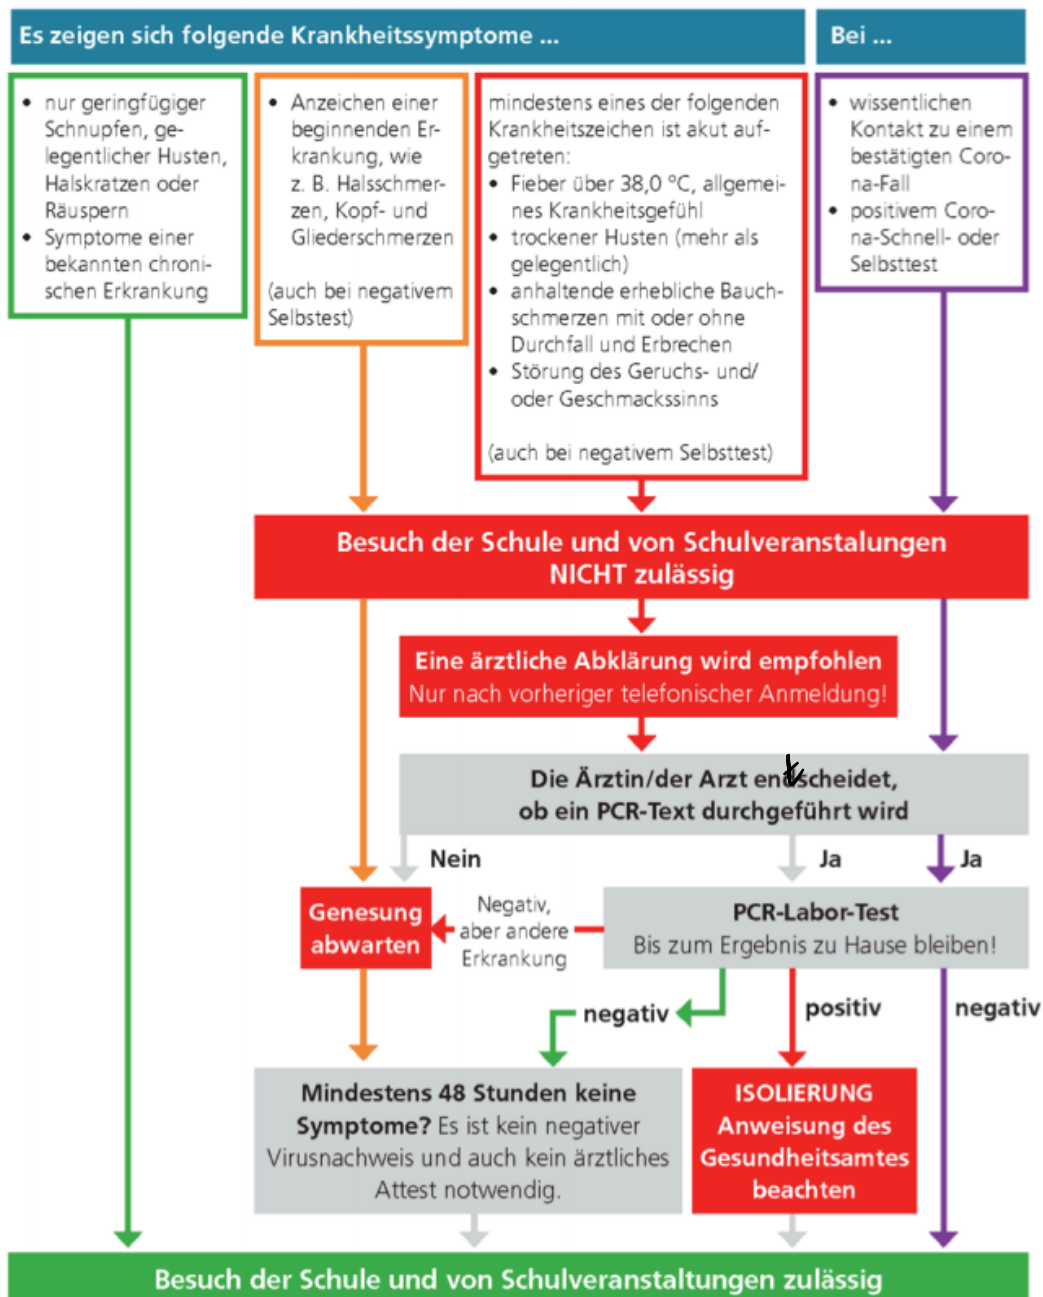 Es zeigen sich folgende Krankheitssymptome ...
Bei ...
• nur geringfügiger
Schnupfen, ge-
legentlicher Husten,
Halskratzen oder
Räuspern
• Symptome einer
bekannten chroni-
schen Erkrankung
• Anzeichen einer
beginnenden Er-
krankung, wie
z. B. Halsschmer-
zen, Kopf- und
Gliederschmerzen
(auch bei negativem
Selbstest)
mindestens eines der folgenden
Krankheitszeichen ist akut auf-
getreten:
• Fieber über 38,0 °C, allgemei-
nes Krankheitsgefühl
• trockener Husten (mehr als
gelegentlich)
• anhaltende erhebliche Bauch-
schmerzen mit oder ohne
Durchfall und Erbrechen
• Störung des Geruchs- und/
oder Geschmackssinns
(auch bei negativem Selbsttest)
• wissentlichen
Kontakt zu einem
bestätigten Coro-
na-Fall
• positivem Coro-
na-Schnell- oder
Selbsttest
Besuch der Schule und von Schulveranstalungen
NICHT zulässig
Eine ärztliche Abklärung wird empfohlen
Nur nach vorheriger telefonischer Anmeldung!
Die Ärztin/der Arzt endscheidet,
ob ein PCR-Text durchgeführt wird
Nein
Ja
Ja
Genesung
abwarten
Negativ,
aber andere
Erkrankung
PCR-Labor-Test
Bis zum Ergebnis zu Hause bleiben!
negativ
positiv
negativ
Mindestens 48 Stunden keine
Symptome? Es ist kein negativer
Virusnachweis und auch kein ärztliches
Attest notwendig.
ISOLIERUNG
Anweisung des
Gesundheitsamtes
beachten
Besuch der Schule und von Schulveranstaltungen zulässig